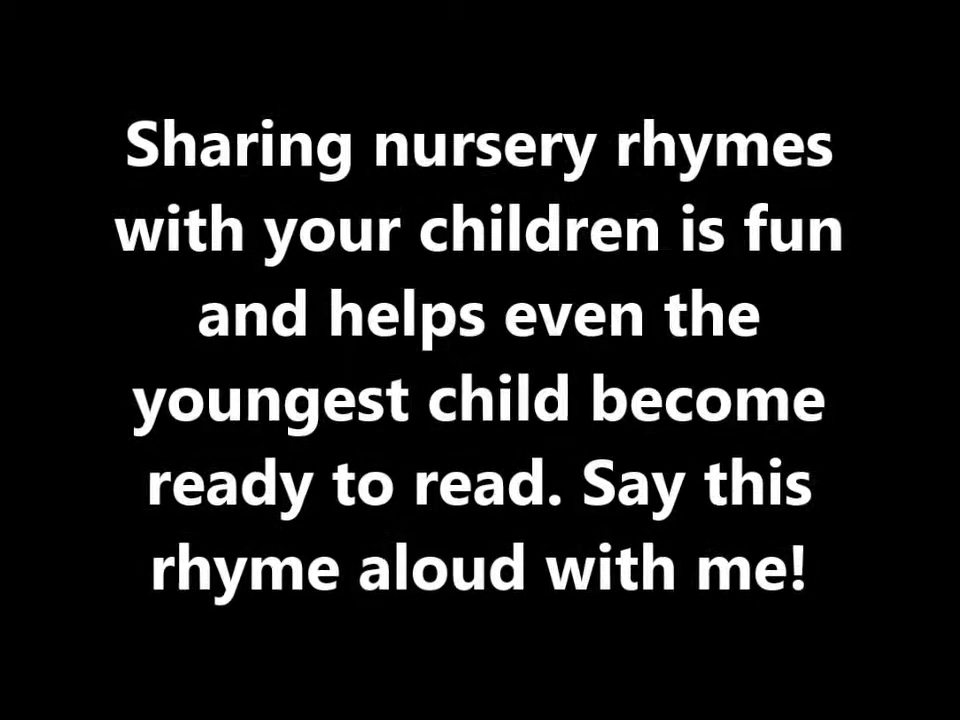 Sharing nursery rhymes
with your children is fun
and helps even the
youngest child become
ready to read. Say this
rhyme aloud with me!